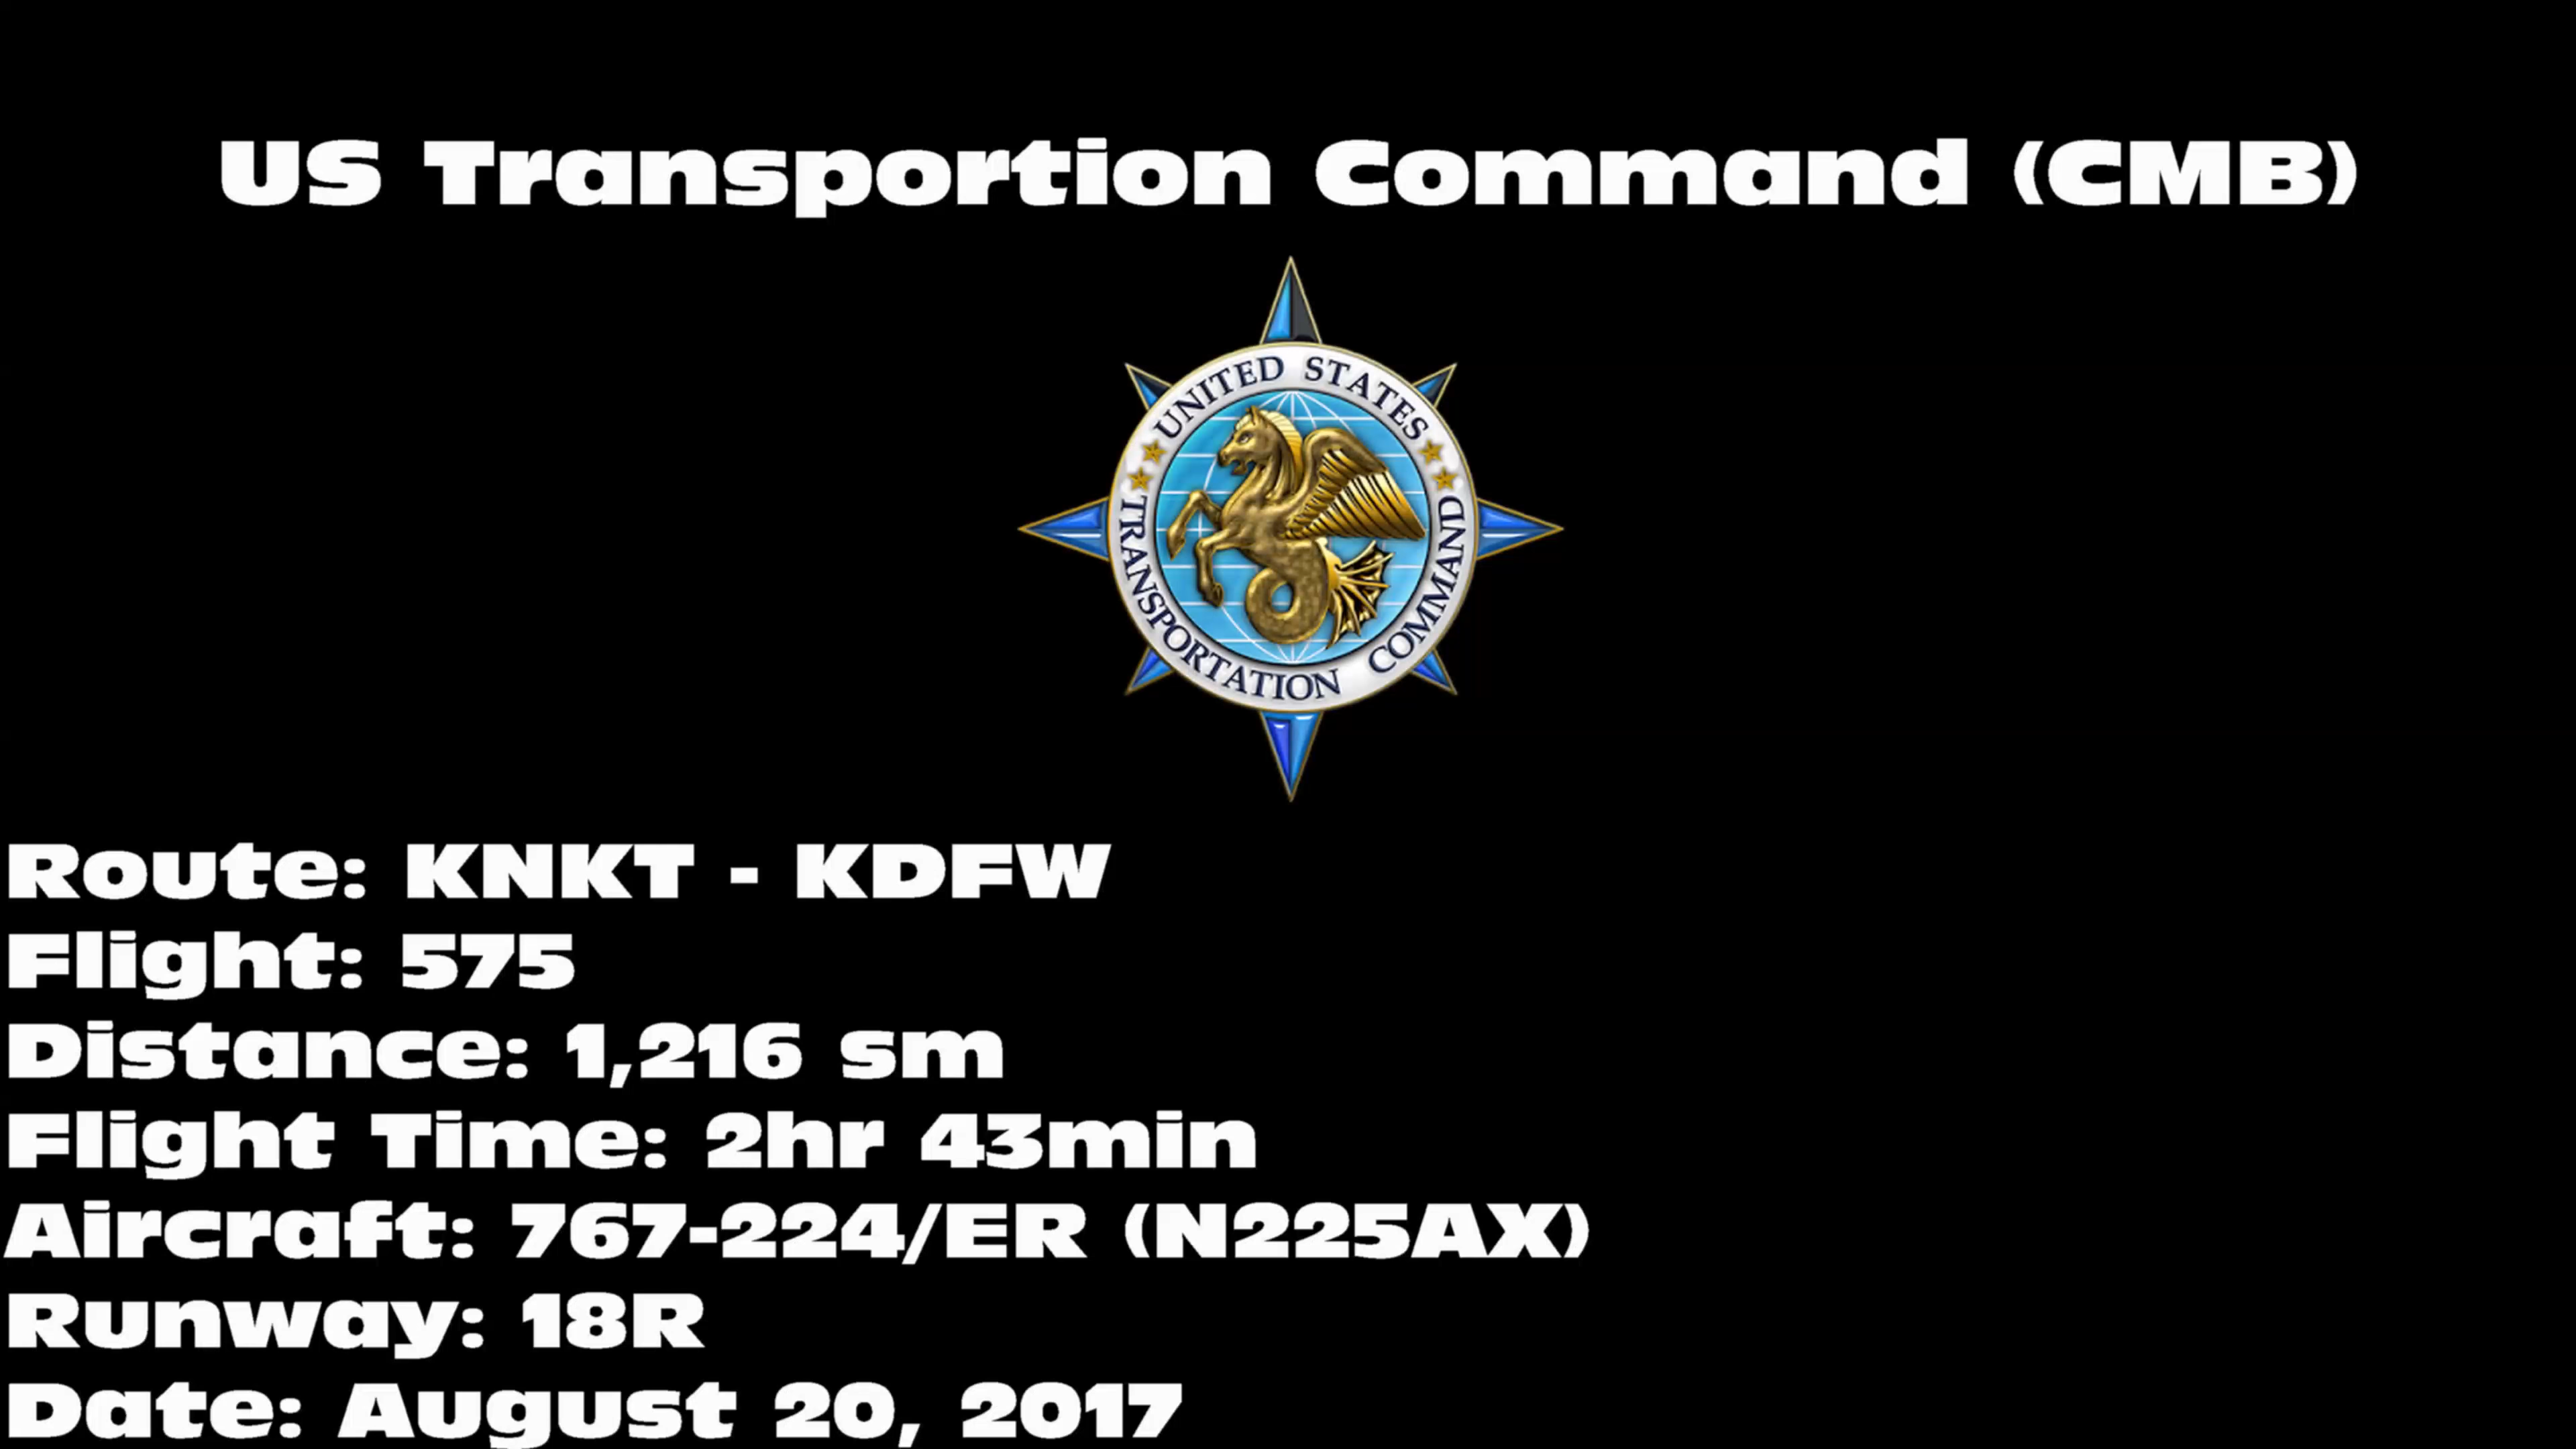 US Transportion Command (CMB)
UNITED STATES
TRANSPORTATION COMMAND
Route: KNKT - KDFW
Flight: 575
Distance: 1,216 sm
Flight Time: 2hr 43min
Aircraft: 767-224/ER (N225AX)
Runway: 18R
Date: August 20, 2017